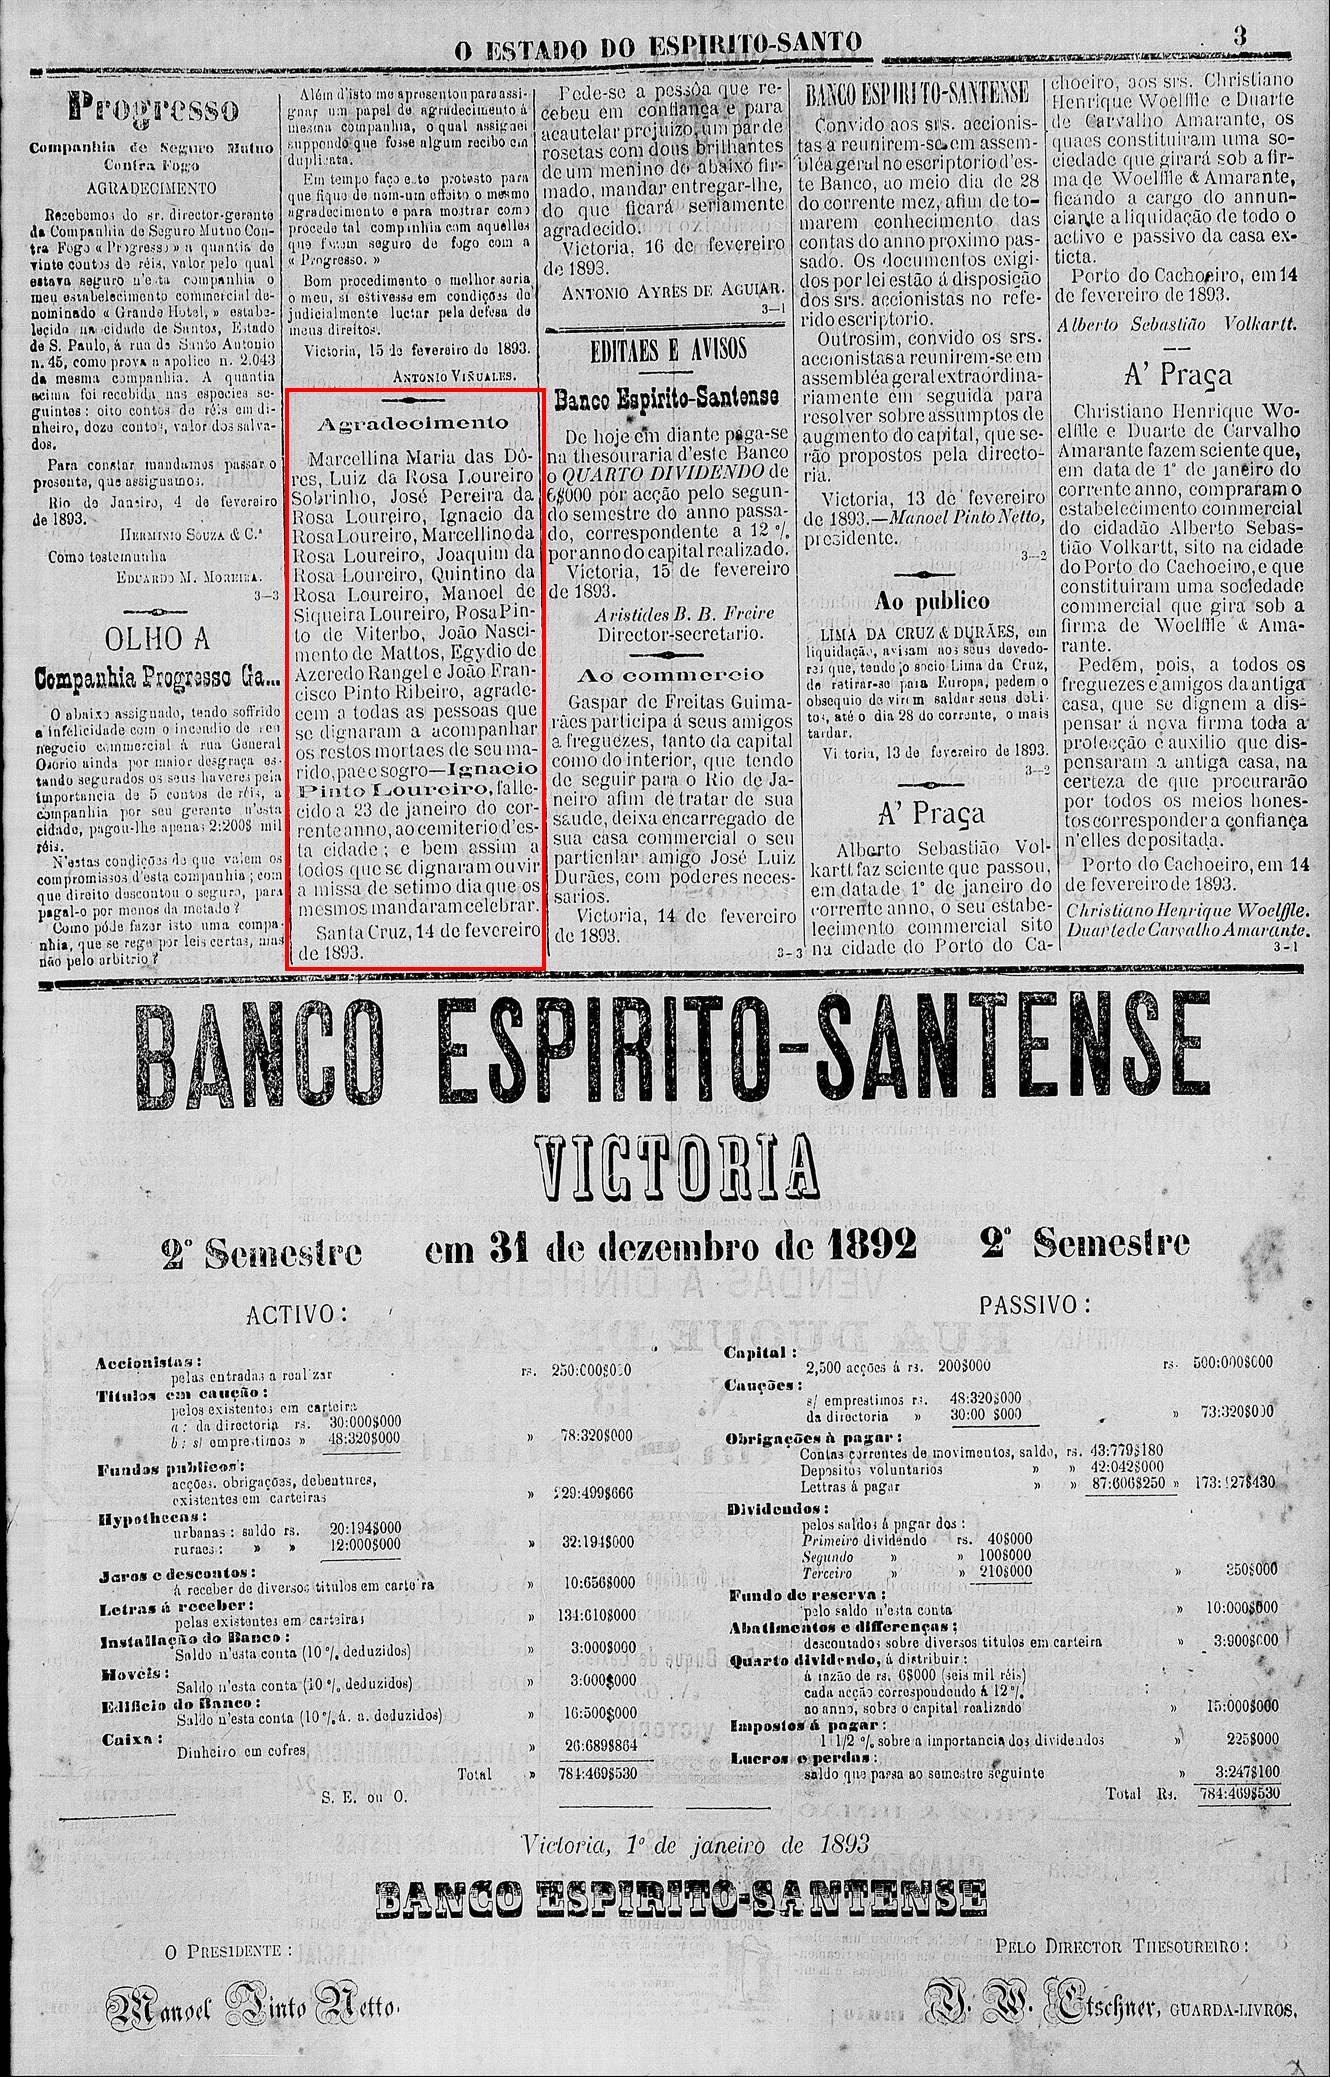 O ESTADO DO ESPIRITO-SANTO
3
Progresso
Companhia de Seguro Mutuo
Contra Fogo
AGRADECIMENTO
Recebemos do sr. director-gerente
da Companhia de Seguro Mutuo Con-
tra Fogo « Progresso » a quantia de
vinte contos de réis, valor pelo qual
estava seguro n'esta companhia o
meu estabelecimento commercial de-
nominado « Grande Hotel, » estabe-
lecido na cidade de Santos, Estado
de S. Paulo, á rua de Santo Antonio
n. 45, como prova a apolice n. 2.043
da mesma companhia. A quantia
acima foi recebida nas especies se-
guintes : oito contos de réis em di-
nheiro, doze contos, valor dos salva-
dos.
Para constar mandamos passar o
presente, que assignamos.
Rio de Janeiro, 4 de fevereiro
de 1893.
HERMINIO SOUZA & C.ª
Como testemunha
EDUARDO M. MOREIRA.
3—3
OLHO A
Companhia Progresso Ga...
O abaixo assignado, tendo soffrido
a infelicidade com o incendio de seu
negocio commercial á rua General
Osorio ainda por maior desgraça es-
tando segurados os seus haveres pela
importancia de 5 contos de réis, a
companhia por seu gerente n'esta
cidade, pagou-lhe apenas 2:200$ mil
réis.
N'estas condições de que valem os
compromissos d'esta companhia ; com
que direito descontou o seguro, para
pagal-o por menos da metade ?
Como póde fazer isto uma compa-
nhia, que se rege por leis certas, mas
não pelo arbitrio ?
Além d'isto me apresentou para assi-
gnar um papel de agradecimento á
mesma companhia, o qual assignei
suppondo que fosse algum recibo em
duplicata.
Em tempo faço este protesto para
que fique de nem-um effeito o mesmo
agradecimento e para mostrar como
procede tal companhia com aquelles
que fazem seguro de fogo com a
« Progresso. »
Bom procedimento o melhor seria
o meu, si estivesse em condições de
judicialmente luctar pela defesa de
meus direitos.
Victoria, 15 de fevereiro de 1893.
ANTONIO VIÑUALES.
Agradecimento
Marcellina Maria das Dô-
res, Luiz da Rosa Loureiro
Sobrinho, José Pereira da
Rosa Loureiro, Ignacio da
Rosa Loureiro, Marcellino da
Rosa Loureiro, Joaquim da
Rosa Loureiro, Quintino da
Rosa Loureiro, Manoel de
Siqueira Loureiro, Rosa Pin-
to de Viterbo, João Nasci-
mento de Mattos, Egydio de
Azeredo Rangel e João Fran-
cisco Pinto Ribeiro, agrade-
cem a todas as pessoas que
se dignaram a acompanhar
os restos mortaes de seu ma-
rido, pae e sogro—Ignacio
Pinto Loureiro, falle-
cido a 23 de janeiro do cor-
rente anno, ao cemiterio d'es-
ta cidade ; e bem assim a
todos que se dignaram ouvir
a missa de setimo dia que os
mesmos mandaram celebrar.
Santa Cruz, 14 de fevereiro
de 1893.
Pede-se a pessoa que re-
cebeu em confiança e para
acautelar prejuizo, um par de
rosetas com dous brilhantes
de um menino do abaixo fir-
mado, mandar entregar-lhe,
do que ficará seriamente
agradecido.
Victoria, 16 de fevereiro
de 1893.
ANTONIO AYRES DE AGUIAR.
3—1
EDITAES E AVISOS
Banco Espirito-Santense
De hoje em diante paga-se
na thesouraria d'este Banco
o QUARTO DIVIDENDO de
6$000 por acção pelo segun-
do semestre do anno passa-
do, correspondente a 12 %
por anno do capital realizado.
Victoria, 15 de fevereiro
de 1893.
Aristides B. B. Freire
Director-secretario.
Ao commercio
Gaspar de Freitas Guima-
rães participa á seus amigos
e freguezes, tanto da capital
como do interior, que tendo
de seguir para o Rio de Ja-
neiro afim de tratar de sua
saude, deixa encarregado de
sua casa commercial o seu
particular amigo José Luiz
Durães, com poderes neces-
sarios.
Victoria, 14 de fevereiro
de 1893.
3—3
BANCO ESPIRITO-SANTENSE
Convido aos srs. accionis-
tas a reunirem-se em assem-
bléa geral no escriptorio d'es-
te Banco, ao meio dia de 28
do corrente mez, afim de to-
marem conhecimento das
contas do anno proximo pas-
sado. Os documentos exigi-
dos por lei estão á disposição
dos srs. accionistas no refe-
rido escriptorio.
Outrosim, convido os srs.
accionistas a reunirem-se em
assembléa geral extraordina-
riamente em seguida para
resolver sobre assumptos de
augmento do capital, que se-
rão propostos pela directo-
ria.
Victoria, 13 de fevereiro
de 1893.—Manoel Pinto Netto,
presidente.
3—2
Ao publico
LIMA DA CRUZ & DURÃES, em
liquidação, avisam aos seus devedo-
res que, tendo o socio Lima da Cruz,
de retirar-se para Europa, pedem o
obsequio de virem saldar seus debi-
tos, até o dia 28 do corrente, o mais
tardar.
Victoria, 13 de fevereiro de 1893.
3—2
A' Praça
Alberto Sebastião Vol-
kartt faz sciente que passou,
em data de 1º de janeiro do
corrente anno, o seu estabe-
lecimento commercial sito
na cidade do Porto do Ca-
choeiro, aos srs. Christiano
Henrique Woelffle e Duarte
de Carvalho Amarante, os
quaes constituiram uma so-
ciedade que girará sob a fir-
ma de Woelffle & Amarante,
ficando a cargo do annun-
ciante a liquidação de todo o
activo e passivo da casa ex-
ticta.
Porto do Cachoeiro, em 14
de fevereiro de 1893.
Alberto Sebastião Volkartt.
A' Praça
Christiano Henrique Wo-
elffle e Duarte de Carvalho
Amarante fazem sciente que,
em data de 1º de janeiro do
corrente anno, compraram o
estabelecimento commercial
do cidadão Alberto Sebas-
tião Volkartt, sito na cidade
do Porto do Cachoeiro, e que
constituiram uma sociedade
commercial que gira sob a
firma de Woelffle & Ama-
rante.
Pedem, pois, a todos os
freguezes e amigos da antiga
casa, que se dignem a dis-
pensar á nova firma toda a
protecção e auxilio que dis-
pensaram a antiga casa, na
certeza de que procurarão
por todos os meios hones-
tos corresponder a confiança
n'elles depositada.
Porto do Cachoeiro, em 14
de fevereiro de 1893.
Christiano Henrique Woelffle.
Duarte de Carvalho Amarante.
3—1
BANCO ESPIRITO-SANTENSE
VICTORIA
2º Semestre em 31 de dezembro de 1892 2º Semestre
ACTIVO :
Accionistas :
pelas entradas a realizar rs. 250:000$000
Titulos em caução :
pelos existentes em carteira
a : da directoria rs. 30:000$000
b : s/ emprestimos » 48:320$000 » 78:320$000
Fundos publicos :
acções, obrigações, debentures,
existentes em carteiras » 229:499$666
Hypothecas :
urbanas : saldo rs. 20:194$000
ruraes : » » 12:000$000 » 32:194$000
Juros e descontos :
á receber de diversos titulos em carteira » 10:656$000
Letras á receber :
pelas existentes em carteiras » 134:610$000
Installação do Banco :
Saldo n'esta conta (10 % deduzidos) » 3:000$000
Moveis :
Saldo n'esta conta (10 % deduzidos) » 3:000$000
Edificio do Banco :
Saldo n'esta conta (10 % á. a. deduzidos) » 16:500$000
Caixa :
Dinheiro em cofres » 26:689$864
Total » 784:469$530
S. E. ou O.
PASSIVO :
Capital :
2,500 acções á rs. 200$000 rs. 500:000$000
Cauções :
s/ emprestimos rs. 48:320$000
da directoria » 30:00 $000 » 73:320$000
Obrigações à pagar :
Contas correntes de movimentos, saldo, rs. 43:779$180
Depositos voluntarios » » 42:042$000
Lettras á pagar » » 87:606$250 » 173:427$430
Dividendos :
pelos saldos á pagar dos :
Primeiro dividendo rs. 40$000
Segundo » » 100$000
Terceiro » » 210$000 » 350$000
Fundo de reserva :
pelo saldo n'esta conta » 10:000$000
Abatimentos e differenças ;
descontados sobre diversos titulos em carteira » 3:900$000
Quarto dividendo, á distribuir :
á razão de rs. 6$000 (seis mil réis)
cada acção correspondendo á 12 %
ao anno, sobre o capital realizado » 15:000$000
Impostos á pagar :
1 1/2 % sobre a importancia dos dividendos » 225$000
Lucros e perdas :
saldo que passa ao semestre seguinte » 3:247$100
Total Rs. 784:469$530
Victoria, 1º de janeiro de 1893
BANCO ESPIRITO-SANTENSE
O PRESIDENTE :
Manoel Pinto Netto.
PELO DIRECTOR THESOUREIRO :
J. W. Etschner, GUARDA-LIVROS.